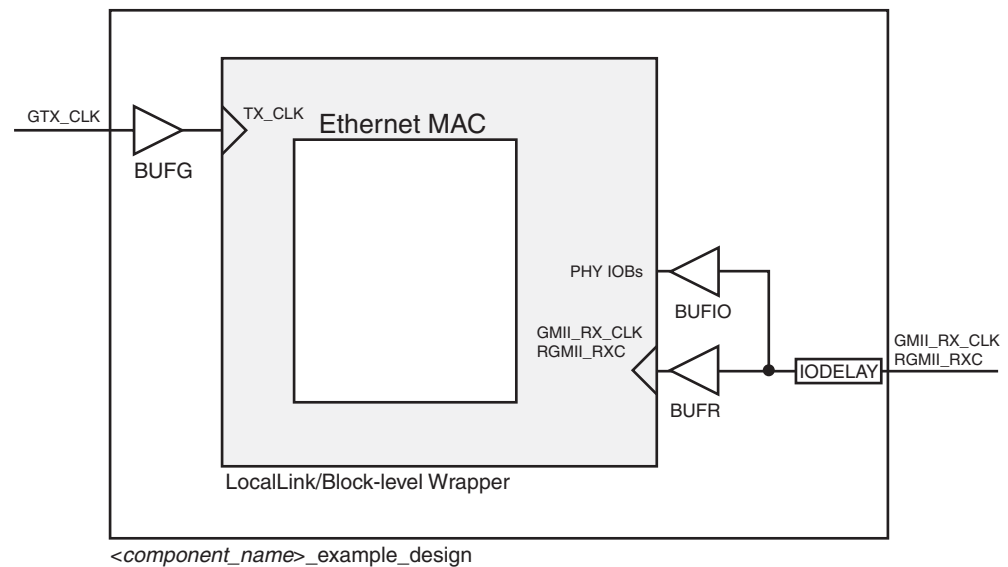 GTX_CLK
TX_CLK
Ethernet MAC
BUFG
PHY IOBs
BUFIO
GMII_RX_CLK
RGMII_RXC
GMII_RX_CLK
RGMII_RXC
IODELAY
BUFR
LocalLink/Block-level Wrapper
<component_name>_example_design